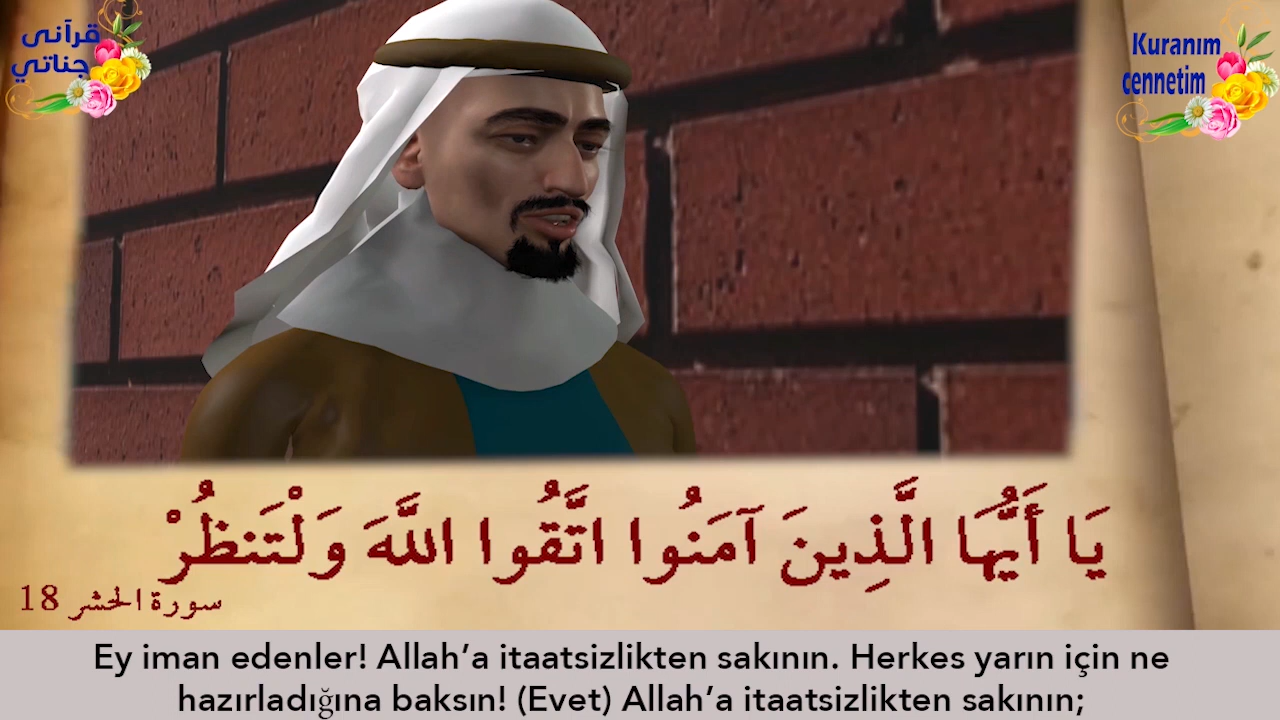 قرآنى
جناتي
Kuranım
cennetim
يَا أَيُّهَا الَّذِينَ آمَنُوا اتَّقُوا اللَّهَ وَلْتَنظُرْ
سورة الحشر 18
Ey iman edenler! Allah’a itaatsizlikten sakının. Herkes yarın için ne
hazırladığına baksın! (Evet) Allah’a itaatsizlikten sakının;